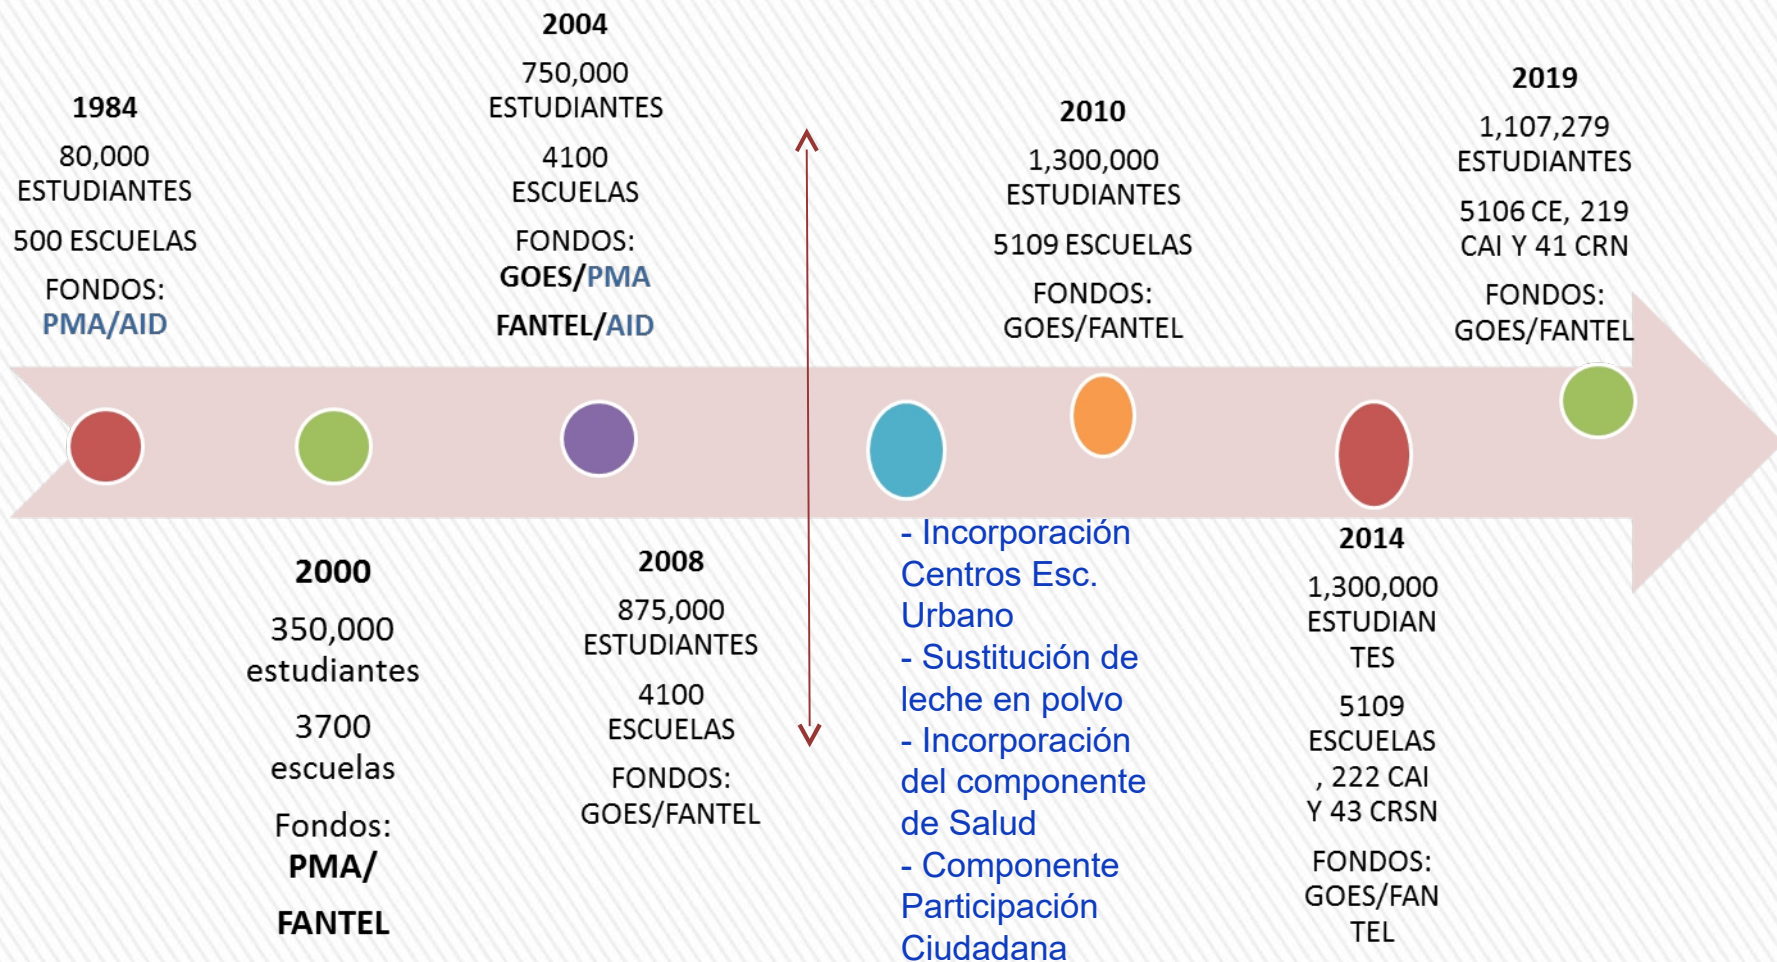 1984
80,000
ESTUDIANTES
500 ESCUELAS
FONDOS:
PMA/AID
2000
350,000
estudiantes
3700
escuelas
Fondos:
PMA/
FANTEL
2004
750,000
ESTUDIANTES
4100
ESCUELAS
FONDOS:
GOES/PMA
FANTEL/AID
2008
875,000
ESTUDIANTES
4100
ESCUELAS
FONDOS:
GOES/FANTEL
- Incorporación
Centros Esc.
Urbano
- Sustitución de
leche en polvo
- Incorporación
del componente
de Salud
- Componente
Participación
Ciudadana
2010
1,300,000
ESTUDIANTES
5109 ESCUELAS
FONDOS:
GOES/FANTEL
2014
1,300,000
ESTUDIAN
TES
5109
ESCUELAS
, 222 CAI
Y 43 CRSN
FONDOS:
GOES/FAN
TEL
2019
1,107,279
ESTUDIANTES
5106 CE, 219
CAI Y 41 CRN
FONDOS:
GOES/FANTEL